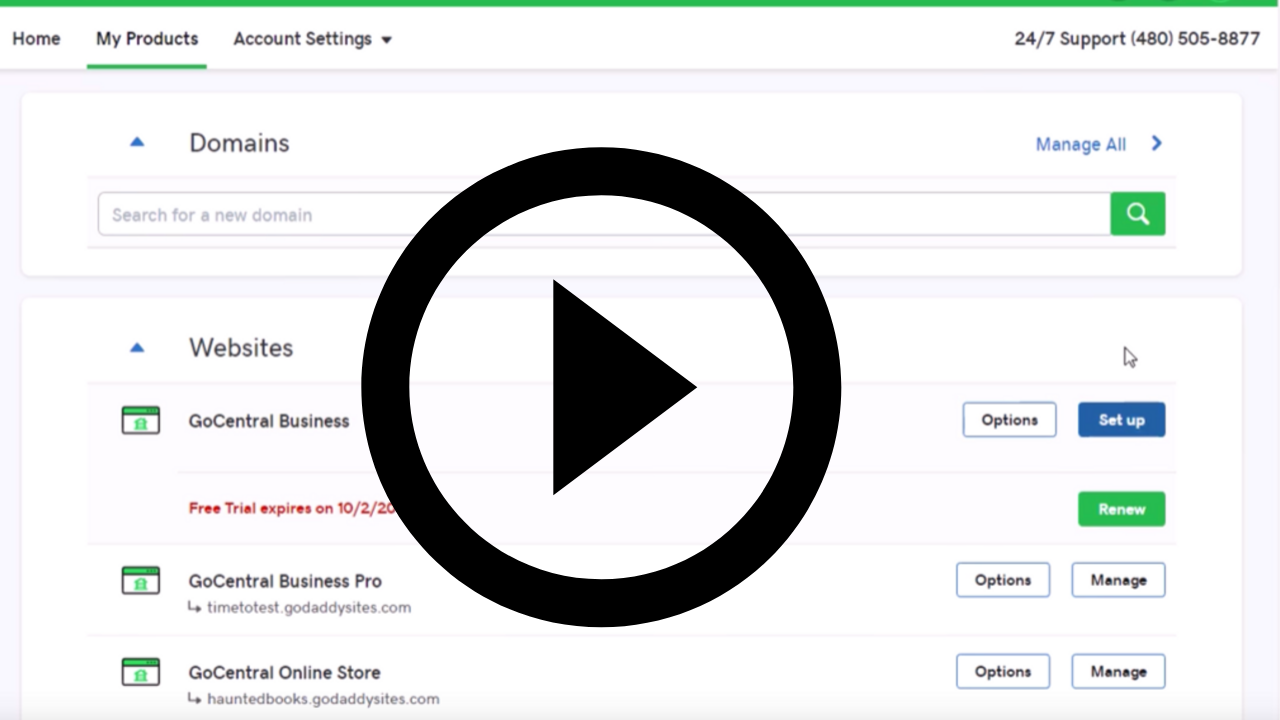 Home My Products Account Settings 24/7 Support (480) 505-8877
Domains Manage All
Search for a new domain
Websites
GoCentral Business Options Set up
Free Trial expires on 10/2/20 Renew
GoCentral Business Pro Options Manage
timetotest.godaddysites.com
GoCentral Online Store Options Manage
hauntedbooks.godaddysites.com